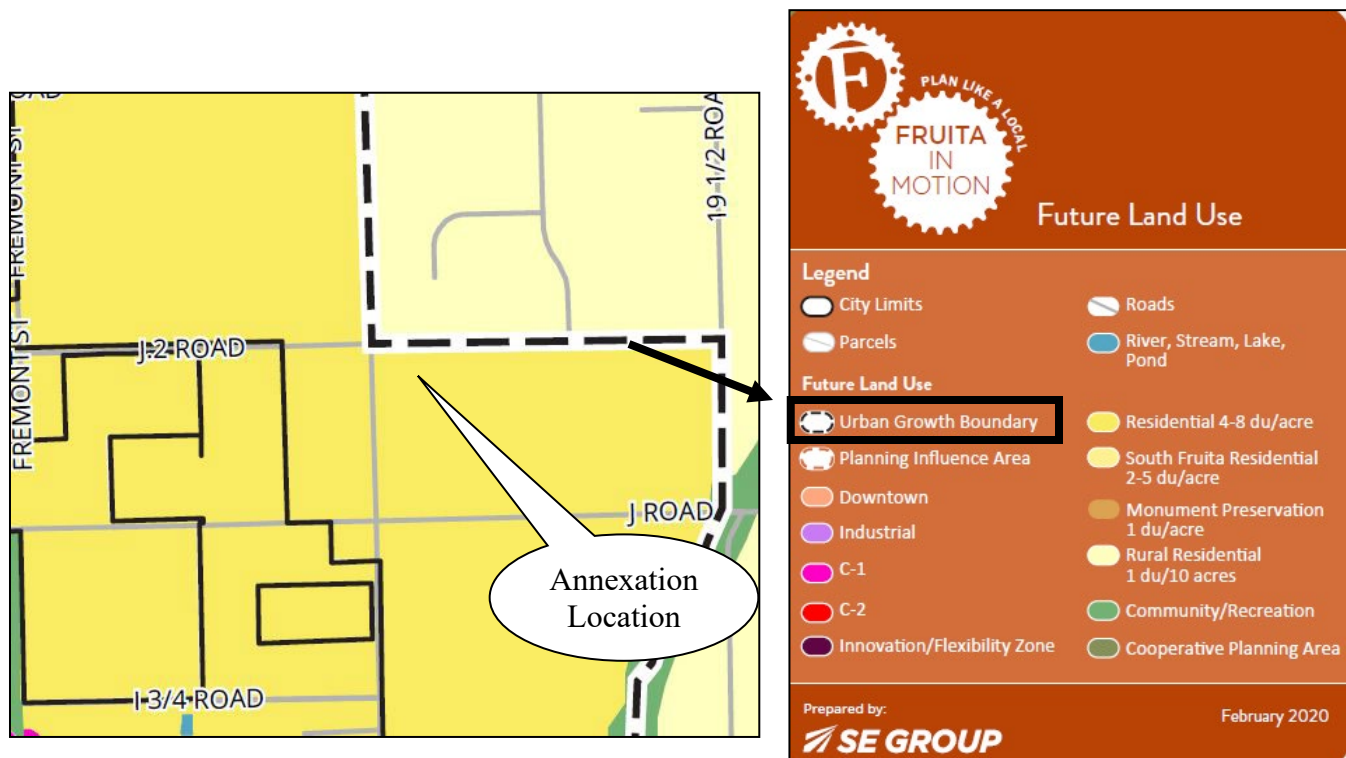 19 1/2 ROA
FREMONT ST
FREMONT ST
J.2 ROAD
J ROAD
I 3/4 ROAD
Annexation
Location
F
PLAN LIKE A LOCAL
FRUITA
IN
MOTION
Future Land Use
Legend
City Limits
Roads
Parcels
River, Stream, Lake,
Pond
Future Land Use
Urban Growth Boundary
Residential 4-8 du/acre
Planning Influence Area
South Fruita Residential
2-5 du/acre
Downtown
Monument Preservation
1 du/acre
Industrial
Rural Residential
1 du/10 acres
C-1
C-2
Community/Recreation
Innovation/Flexibility Zone
Cooperative Planning Area
Prepared by:
SE GROUP
February 2020